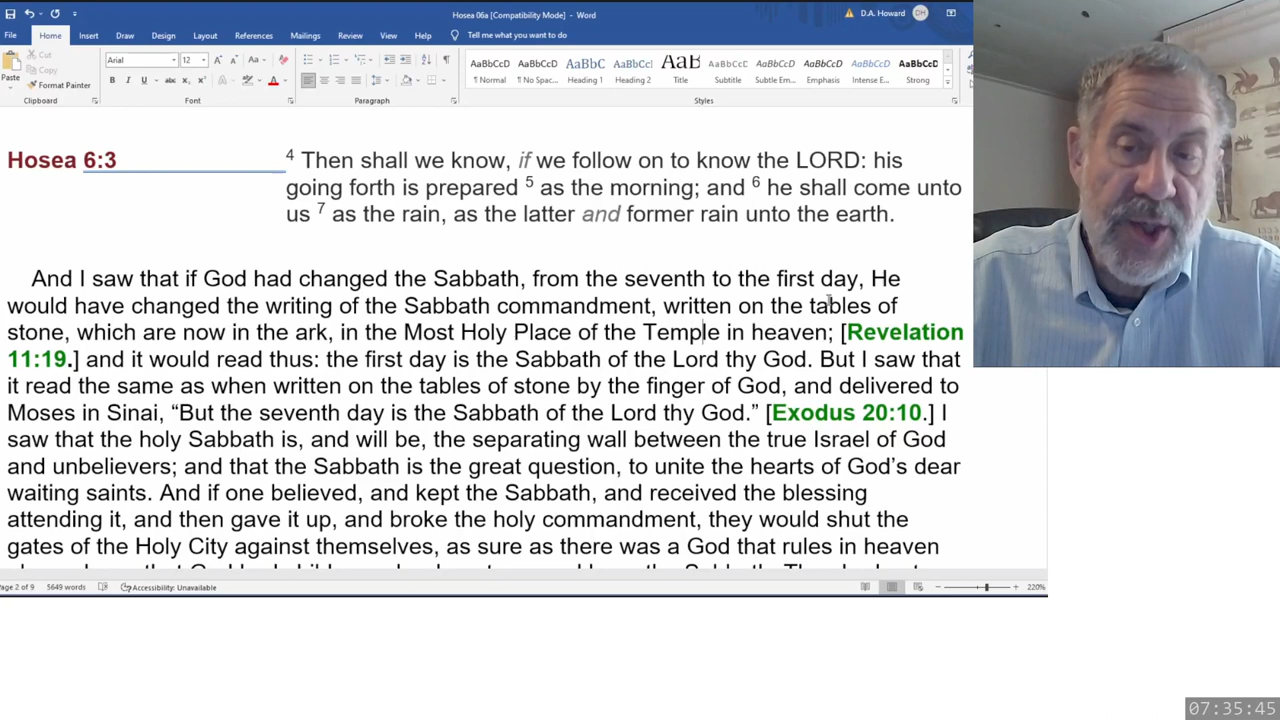 Hosea 06a [Compatibility Mode] - Word
D.A. Howard DH
File Home Insert Draw Design Layout References Mailings Review View Help Tell me what you want to do
Cut
Copy
Paste
Format Painter
Clipboard
Arial 12
Font
Paragraph
AaBbCcD AaBbCcD AaBbC AaBbCcC AaB AaBbCcD AaBbCcD AaBbCcD AaBbCcD AaBbCcD
¶ Normal ¶ No Spac... Heading 1 Heading 2 Title Subtitle Subtle Em... Emphasis Intense E... Strong
Styles
Hosea 6:3 4 Then shall we know, if we follow on to know the LORD: his
going forth is prepared 5 as the morning; and 6 he shall come unto
us 7 as the rain, as the latter and former rain unto the earth.
And I saw that if God had changed the Sabbath, from the seventh to the first day, He
would have changed the writing of the Sabbath commandment, written on the tables of
stone, which are now in the ark, in the Most Holy Place of the Temple in heaven; [Revelation
11:19.] and it would read thus: the first day is the Sabbath of the Lord thy God. But I saw that
it read the same as when written on the tables of stone by the finger of God, and delivered to
Moses in Sinai, “But the seventh day is the Sabbath of the Lord thy God.” [Exodus 20:10.] I
saw that the holy Sabbath is, and will be, the separating wall between the true Israel of God
and unbelievers; and that the Sabbath is the great question, to unite the hearts of God’s dear
waiting saints. And if one believed, and kept the Sabbath, and received the blessing
attending it, and then gave it up, and broke the holy commandment, they would shut the
gates of the Holy City against themselves, as sure as there was a God that rules in heaven
Page 2 of 9 5649 words Accessibility: Unavailable 220%
07:35:45